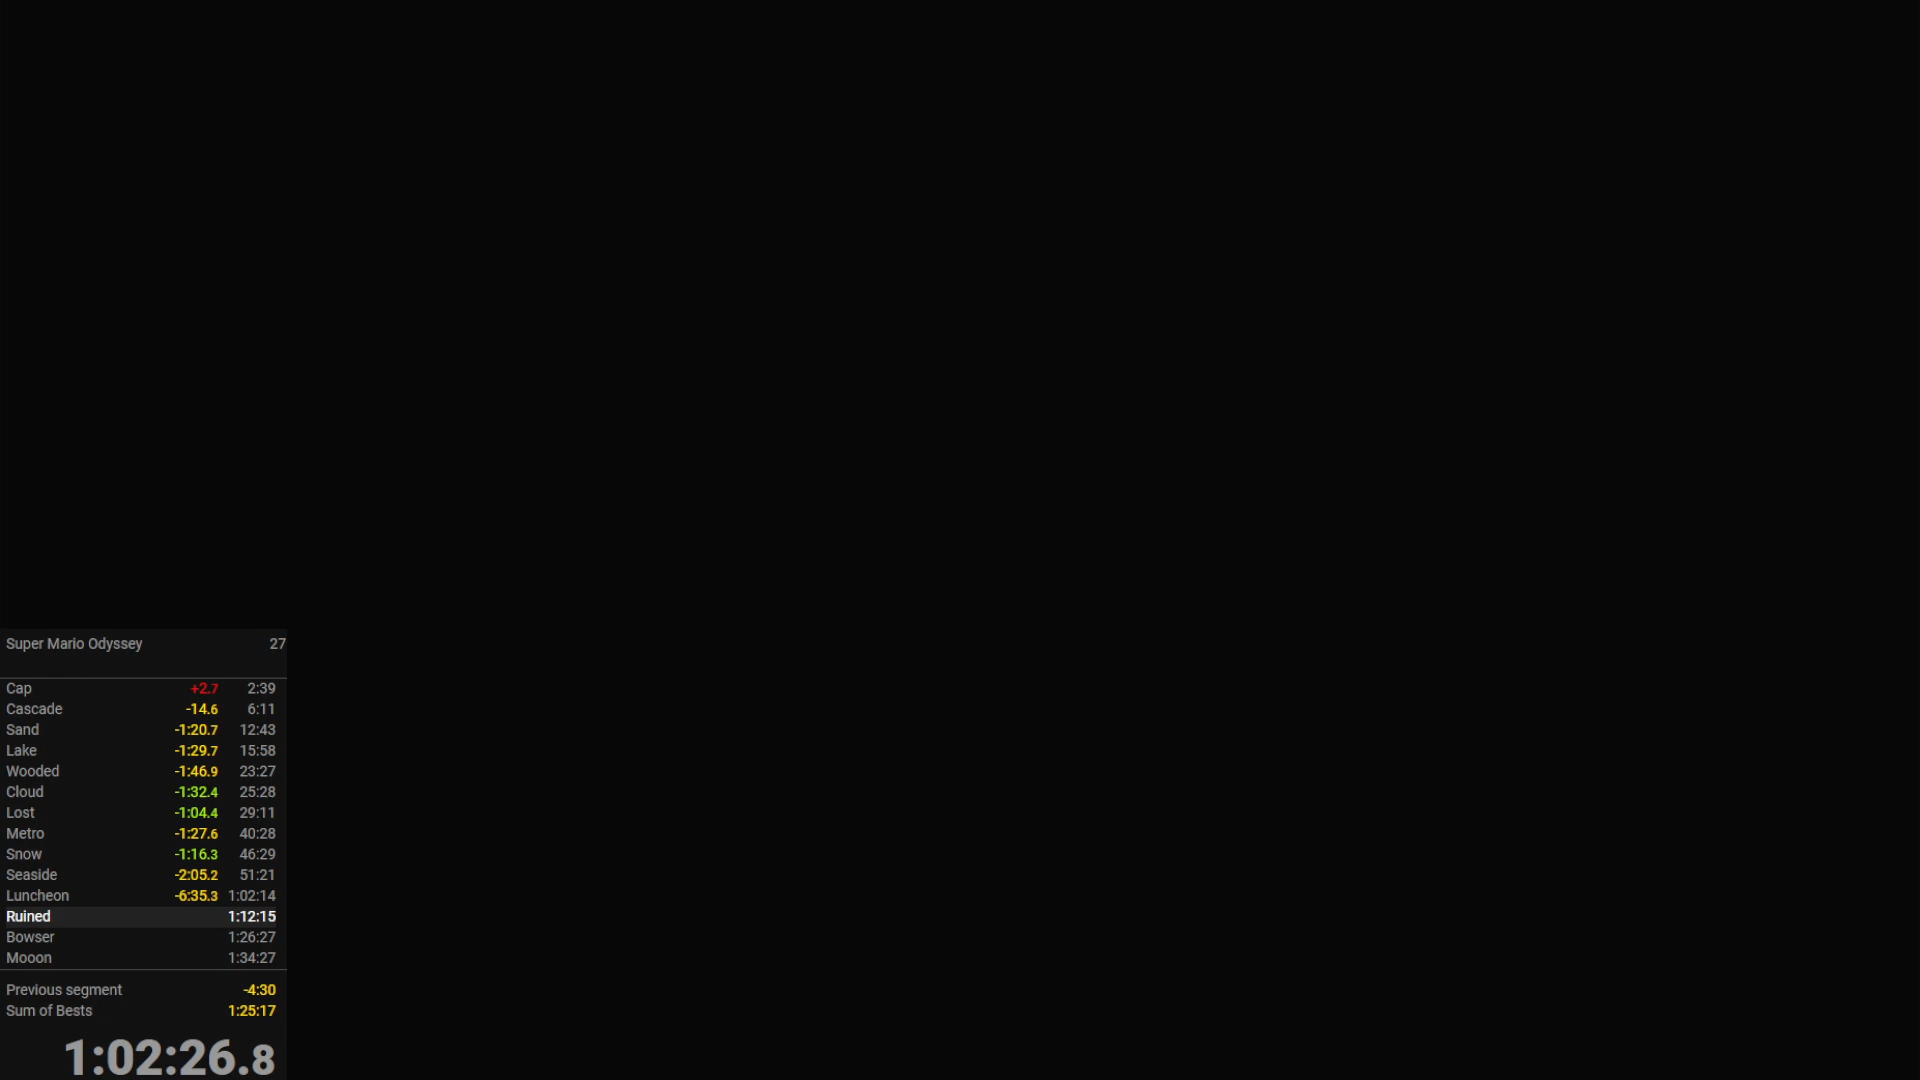 Super Mario Odyssey 27
Cap +2.7 2:39
Cascade -14.6 6:11
Sand -1:20.7 12:43
Lake -1:29.7 15:58
Wooded -1:46.9 23:27
Cloud -1:32.4 25:28
Lost -1:04.4 29:11
Metro -1:27.6 40:28
Snow -1:16.3 46:29
Seaside -2:05.2 51:21
Luncheon -6:35.3 1:02:14
Ruined 1:12:15
Bowser 1:26:27
Mooon 1:34:27
Previous segment -4:30
Sum of Bests 1:25:17
1:02:26.8